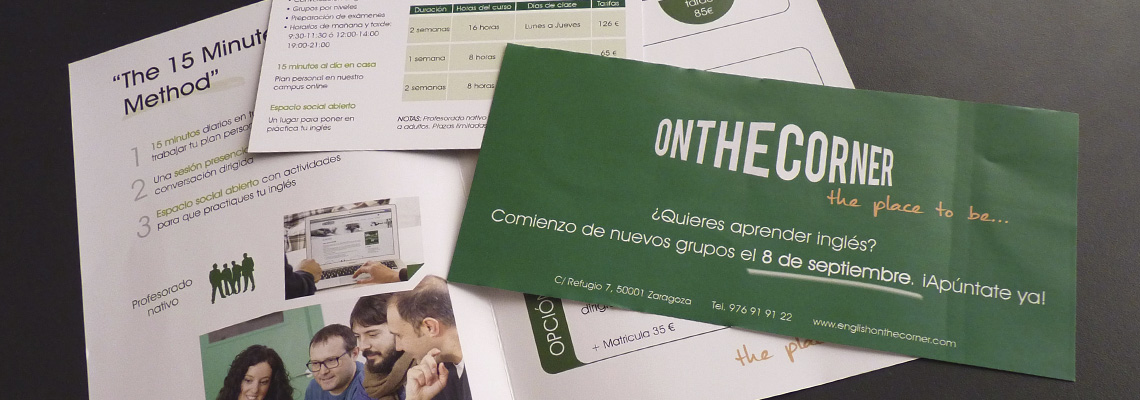 "The 15 Minute
Method"
1 15 minutos diarios en
trabajar tu plan
2 Una sesión
conversación dirigida
3 Espacio social abierto con actividades
para que practiques tu inglés
Profesorado
nativo
• Grupos por niveles
• Preparación de exámenes
• Horarios de mañana y tarde:
9:30-11:30 ó 12:00-14:00
19:00-21:00
15 minutos al día en casa
Plan personal en nuestro
campus online
Espacio social abierto
Un lugar para poner en
práctica tu inglés
Duración Horas del curso Días de clase Tarifas
2 semanas 16 horas Lunes a Jueves 126 €
1 semana 8 horas 65 €
2 semanas 8 horas
NOTAS: Profesorado nativo
a adultos. Plazas limitadas
85€
ONTHECORNER
the place to be...
¿Quieres aprender inglés?
Comienzo de nuevos grupos el 8 de septiembre. ¡Apúntate ya!
C/ Refugio 7, 50001 Zaragoza Tel. 976 91 91 22 www.englishonthecorner.com
OPCIÓN
+ Matrícula 35 €
the